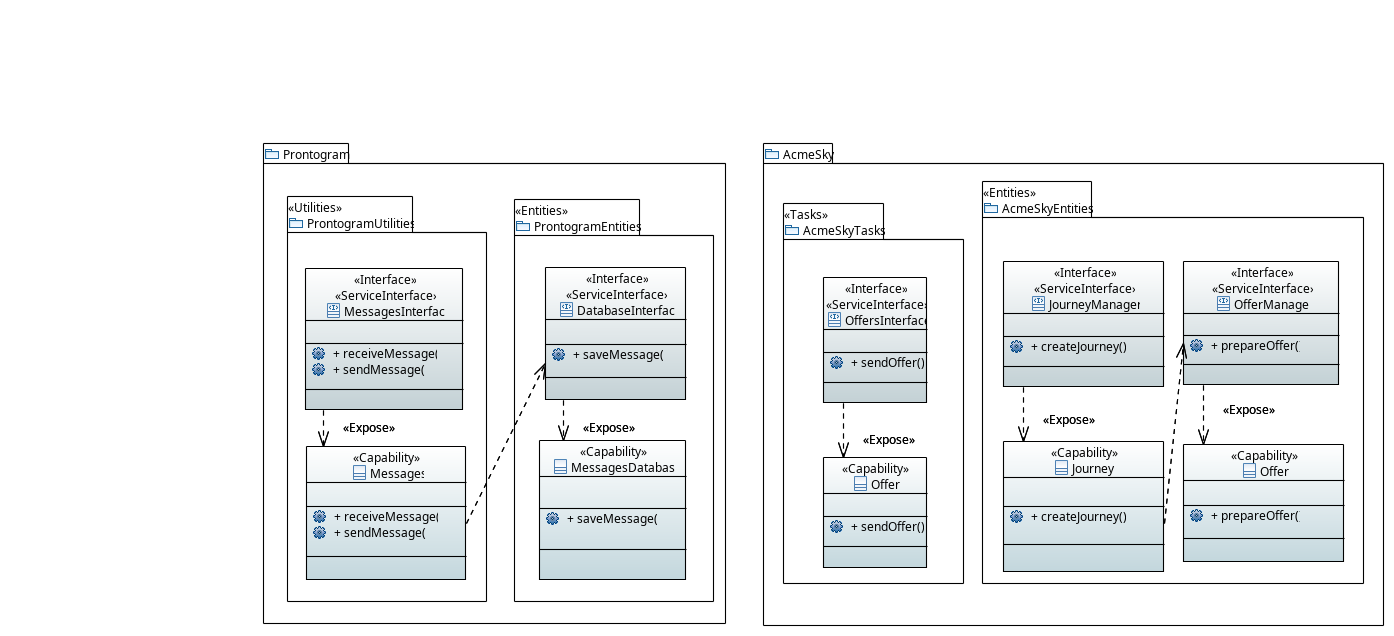 Prontogram
«Utilities»
ProntogramUtilities
«Interface»
«ServiceInterface›
MessagesInterfac
+ receiveMessage(
+ sendMessage(
«Expose»
«Capability»
Messages
+ receiveMessage(
+ sendMessage(
«Entities»
ProntogramEntities
«Interface»
«ServiceInterface›
DatabaseInterfac
+ saveMessage(
«Expose»
«Capability»
MessagesDatabas
+ saveMessage(
AcmeSky
«Tasks»
AcmeSkyTasks
«Interface»
«ServiceInterface›
OffersInterface
+ sendOffer()
«Expose»
«Capability»
Offer
+ sendOffer()
«Entities»
AcmeSkyEntities
«Interface»
«ServiceInterface›
JourneyManager
+ createJourney()
«Expose»
«Capability»
Journey
+ createJourney()
«Interface»
«ServiceInterface›
OfferManage
+ prepareOffer(
«Expose»
«Capability»
Offer
+ prepareOffer(